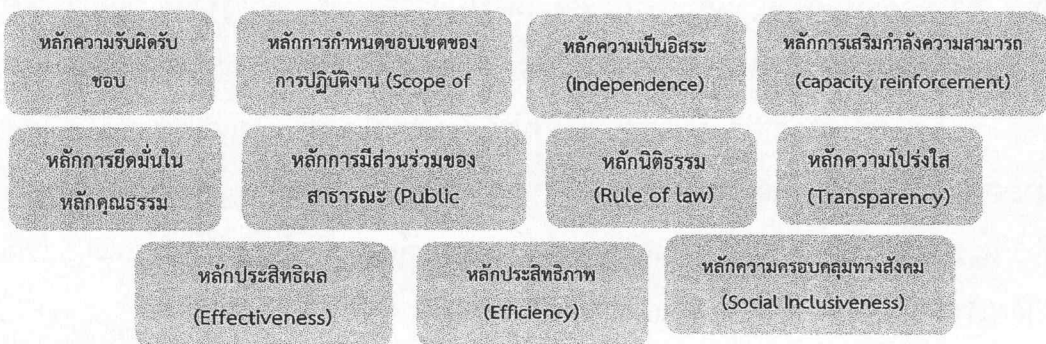 หลักความรับผิดรับ
ชอบ
หลักการกำหนดขอบเขตของ
การปฏิบัติงาน (Scope of
หลักความเป็นอิสระ
(Independence)
หลักการเสริมกำลังความสามารถ
(capacity reinforcement)
หลักการยึดมั่นใน
หลักคุณธรรม
หลักการมีส่วนร่วมของ
สาธารณะ (Public
หลักนิติธรรม
(Rule of law)
หลักความโปร่งใส
(Transparency)
หลักประสิทธิผล
(Effectiveness)
หลักประสิทธิภาพ
(Efficiency)
หลักความครอบคลุมทางสังคม
(Social Inclusiveness)